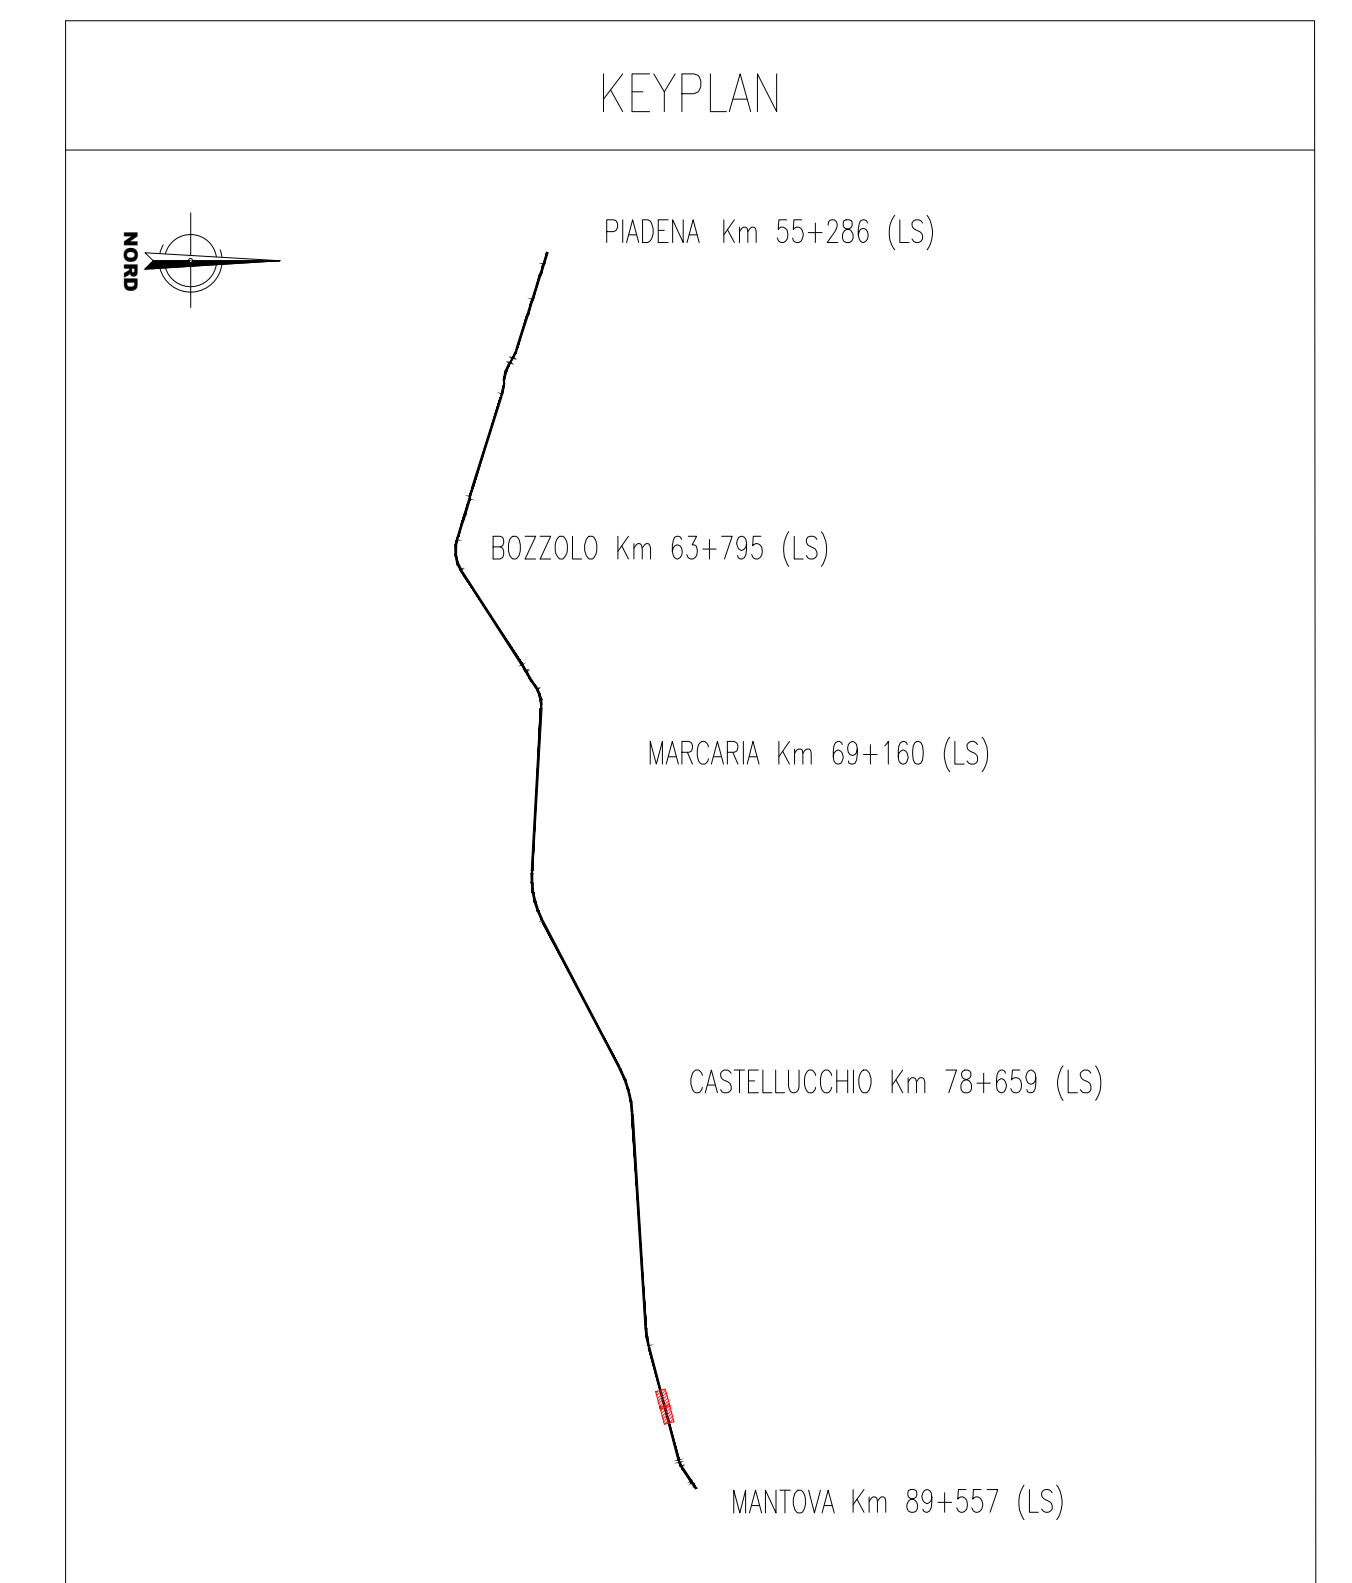 KEYPLAN
NORD
PIADENA Km 55+286 (LS)
BOZZOLO Km 63+795 (LS)
MARCARIA Km 69+160 (LS)
CASTELLUCCHIO Km 78+659 (LS)
MANTOVA Km 89+557 (LS)